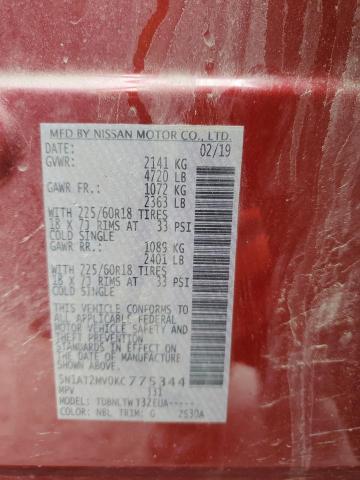 MFD BY NISSAN MOTOR CO., LTD.
DATE: 02/19
GVWR: 2141 KG
4720 LB
GAWR FR.: 1072 KG
2363 LB
WITH 225/60R18 TIRES
18 X 7J RIMS AT 33 PSI
COLD SINGLE
GAWR RR.: 1089 KG
2401 LB
WITH 225/60R18 TIRES
18 X 7J RIMS AT 33 PSI
COLD SINGLE
THIS VEHICLE CONFORMS TO
ALL APPLICABLE FEDERAL
MOTOR VEHICLE SAFETY AND
THEFT PREVENTION
STANDARDS IN EFFECT ON
THE DATE OF MANUFACTURE
SHOWN ABOVE.
5N1AT2MV0KC775344
MPV 131
MODEL:
COLOR: NBL TRIM: G 2630A